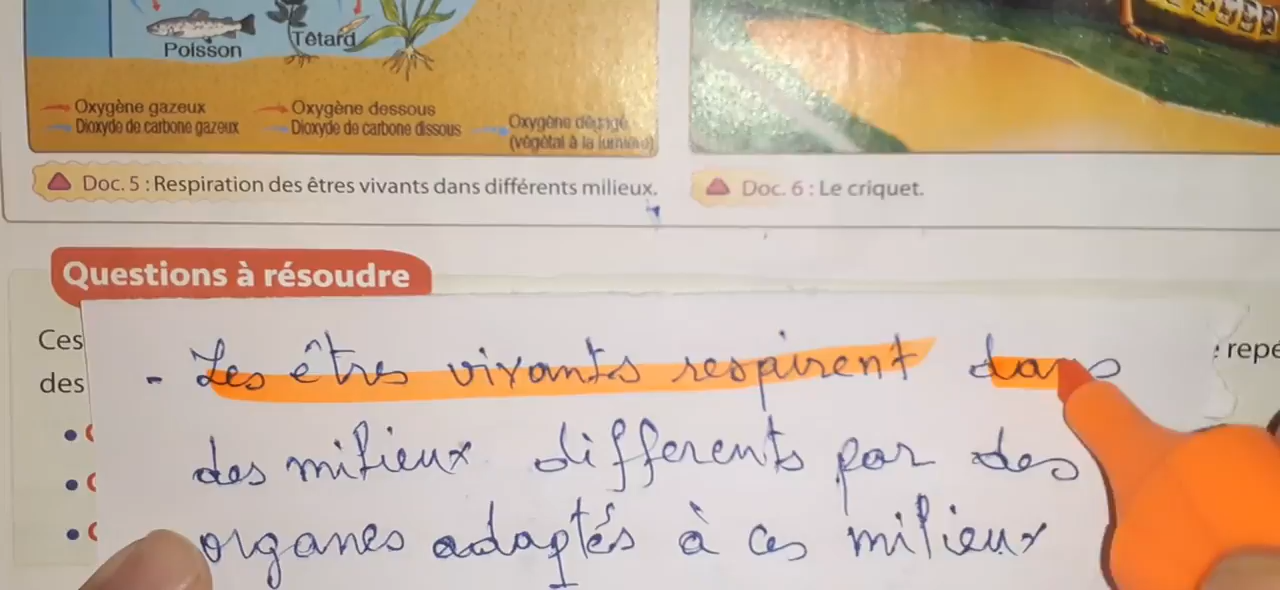 Poisson
Têtard
Oxygène gazeux
Dioxyde de carbone gazeux
Oxygène dessous
Dioxyde de carbone dissous
Oxygène dégagé
(végétal à la lumière)
Doc. 5 : Respiration des êtres vivants dans différents milieux.
Doc. 6 : Le criquet.
Questions à résoudre
Ces
: repé
des
- Les êtres vivants respirent dans
des milieux differents par des
organes adaptés à ces milieux